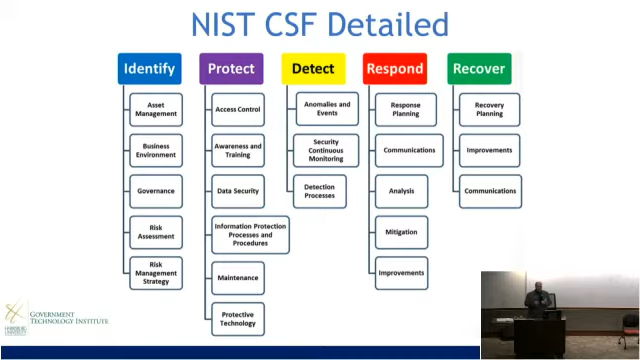 NIST CSF Detailed
Identify
Protect
Detect
Respond
Recover
Asset
Management
Business
Environment
Governance
Risk
Assessment
Risk
Management
Strategy
Access Control
Awareness and
Training
Data Security
Information Protection
Processes and
Procedures
Maintenance
Protective
Technology
Anomalies and
Events
Security
Continuous
Monitoring
Detection
Processes
Response
Planning
Communications
Analysis
Mitigation
Improvements
Recovery
Planning
Improvements
Communications
GOVERNMENT
TECHNOLOGY INSTITUTE